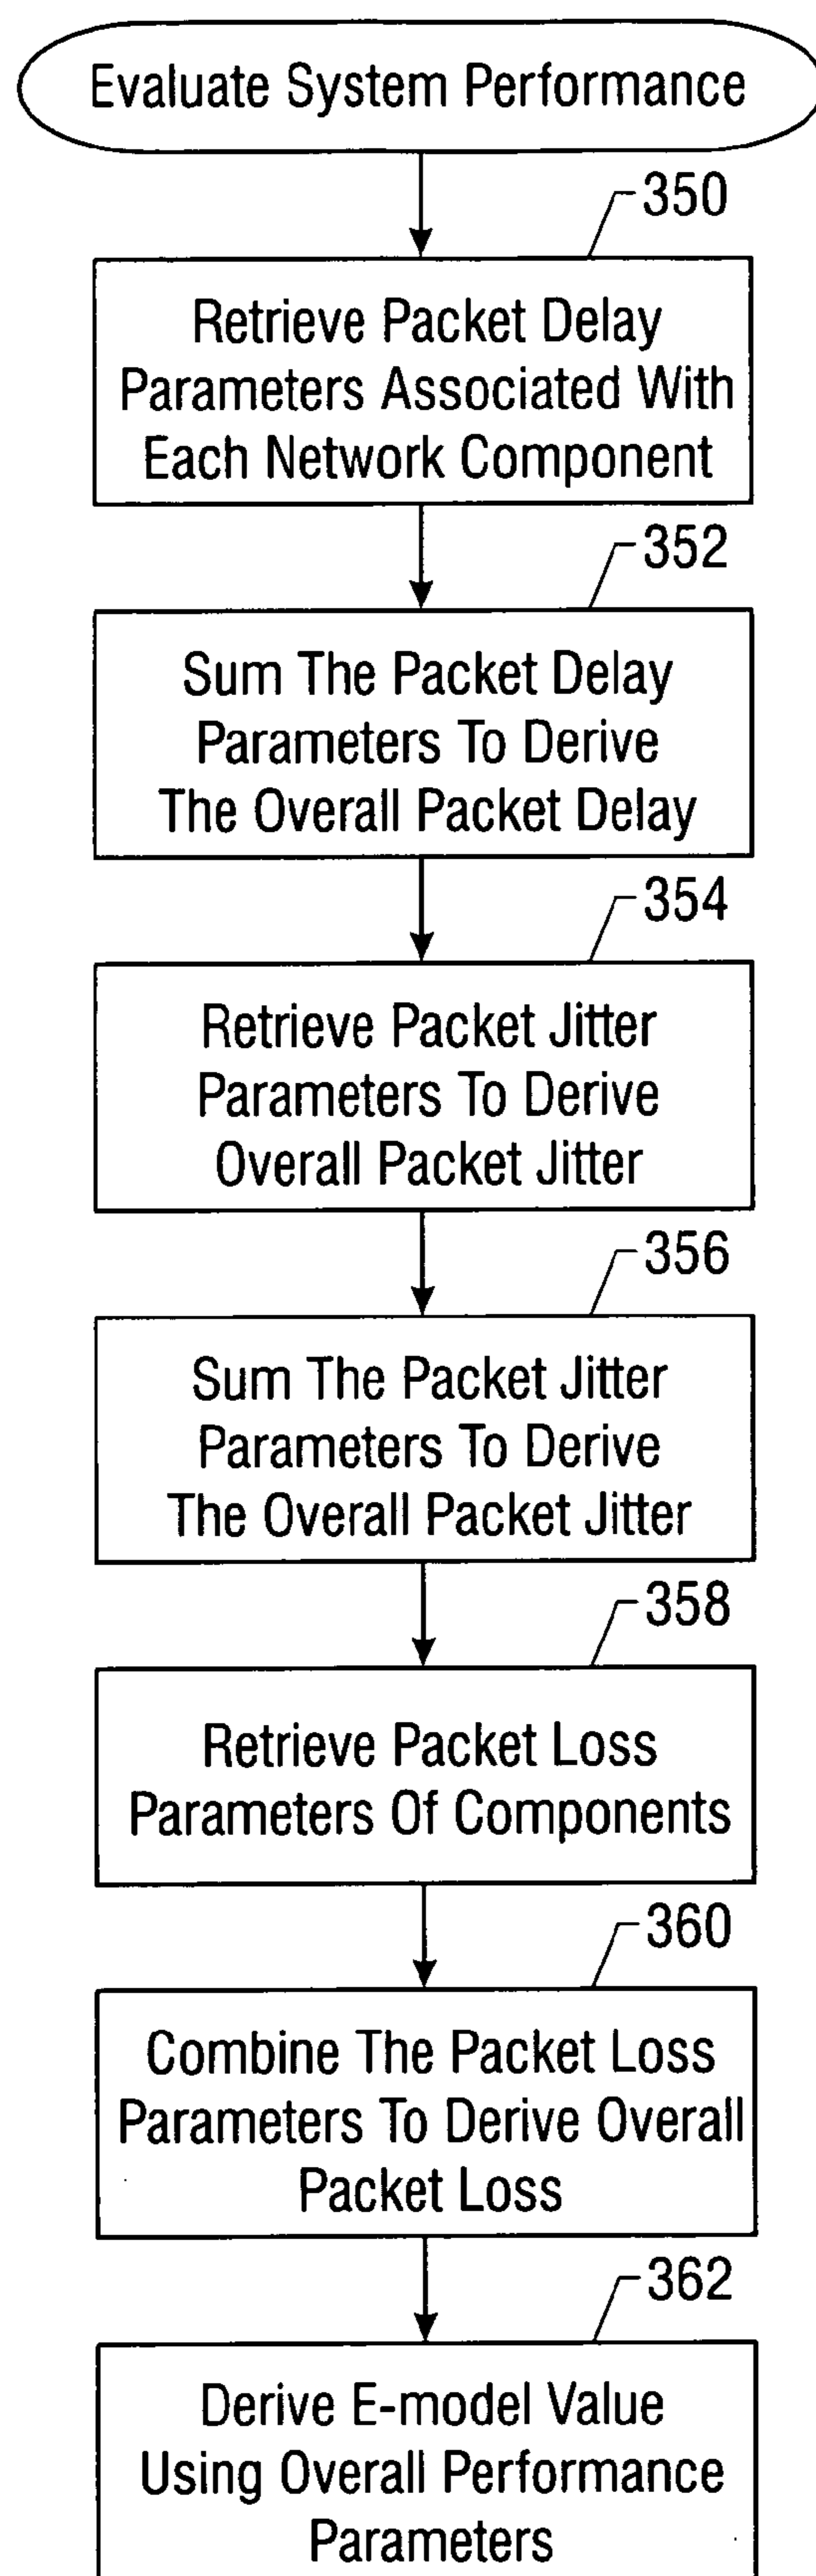 Evaluate System Performance
350
Retrieve Packet Delay
Parameters Associated With
Each Network Component
352
Sum The Packet Delay
Parameters To Derive
The Overall Packet Delay
354
Retrieve Packet Jitter
Parameters To Derive
Overall Packet Jitter
356
Sum The Packet Jitter
Parameters To Derive
The Overall Packet Jitter
358
Retrieve Packet Loss
Parameters Of Components
360
Combine The Packet Loss
Parameters To Derive Overall
Packet Loss
362
Derive E-model Value
Using Overall Performance
Parameters